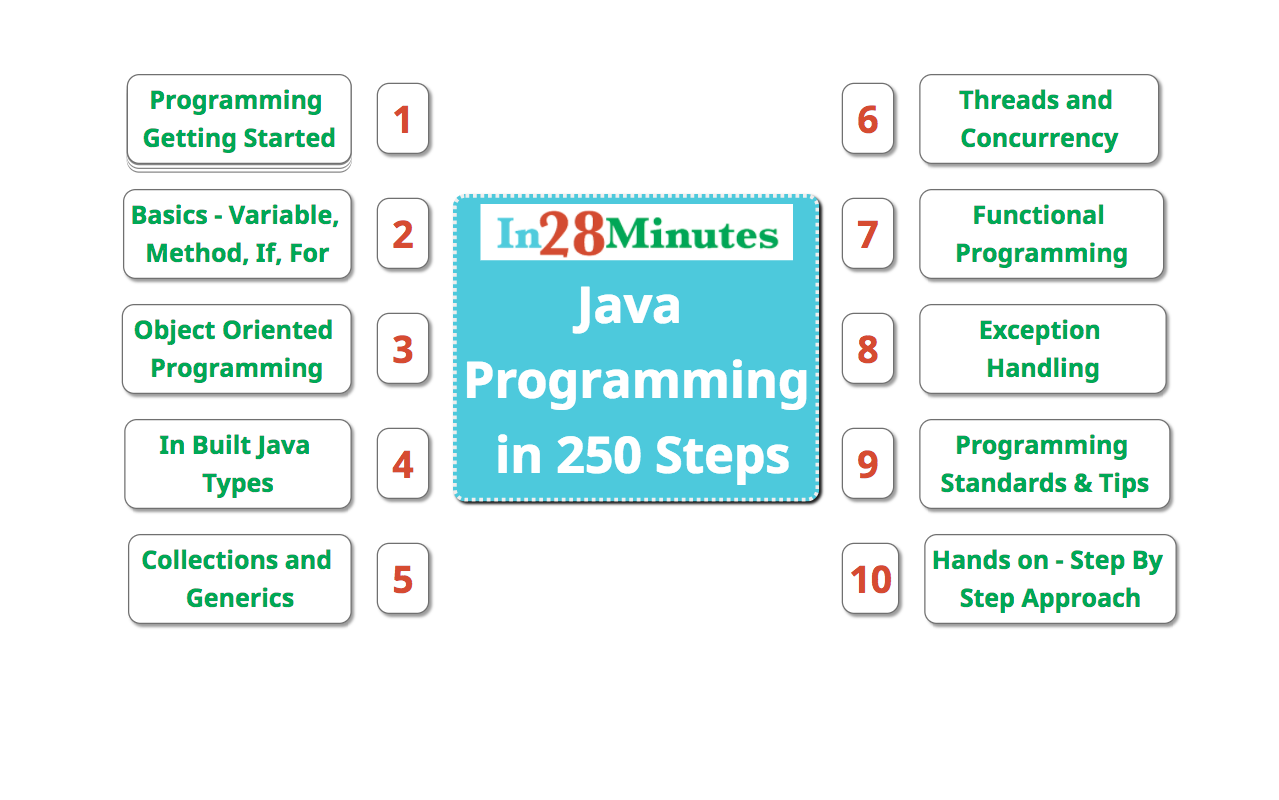 Programming
Getting Started
1
Basics - Variable,
Method, If, For
2
Object Oriented
Programming
3
In Built Java
Types
4
Collections and
Generics
5
In28Minutes
Java
Programming
in 250 Steps
6
Threads and
Concurrency
7
Functional
Programming
8
Exception
Handling
9
Programming
Standards & Tips
10
Hands on - Step By
Step Approach